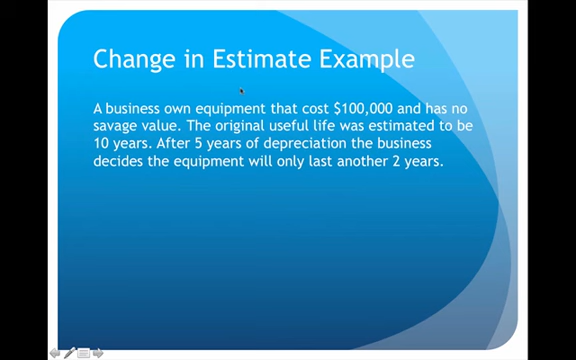 Change in Estimate Example
A business own equipment that cost $100,000 and has no
savage value. The original useful life was estimated to be
10 years. After 5 years of depreciation the business
decides the equipment will only last another 2 years.